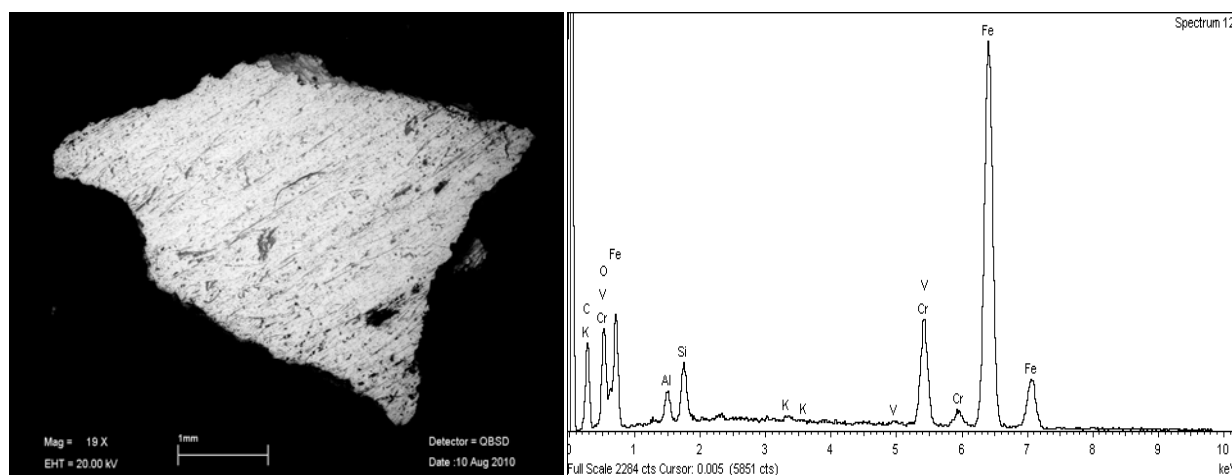 Mag = 19 X
1mm
Detector = QBSD
EHT = 20.00 kV
Date :10 Aug 2010
Spectrum 12
Fe
O
Fe
V
V
C
Cr
Cr
K
Si
Al
Fe
K
K
V
Cr
0 1 2 3 4 5 6 7 8 9 10
Full Scale 2284 cts Cursor: 0.005 (5851 cts)